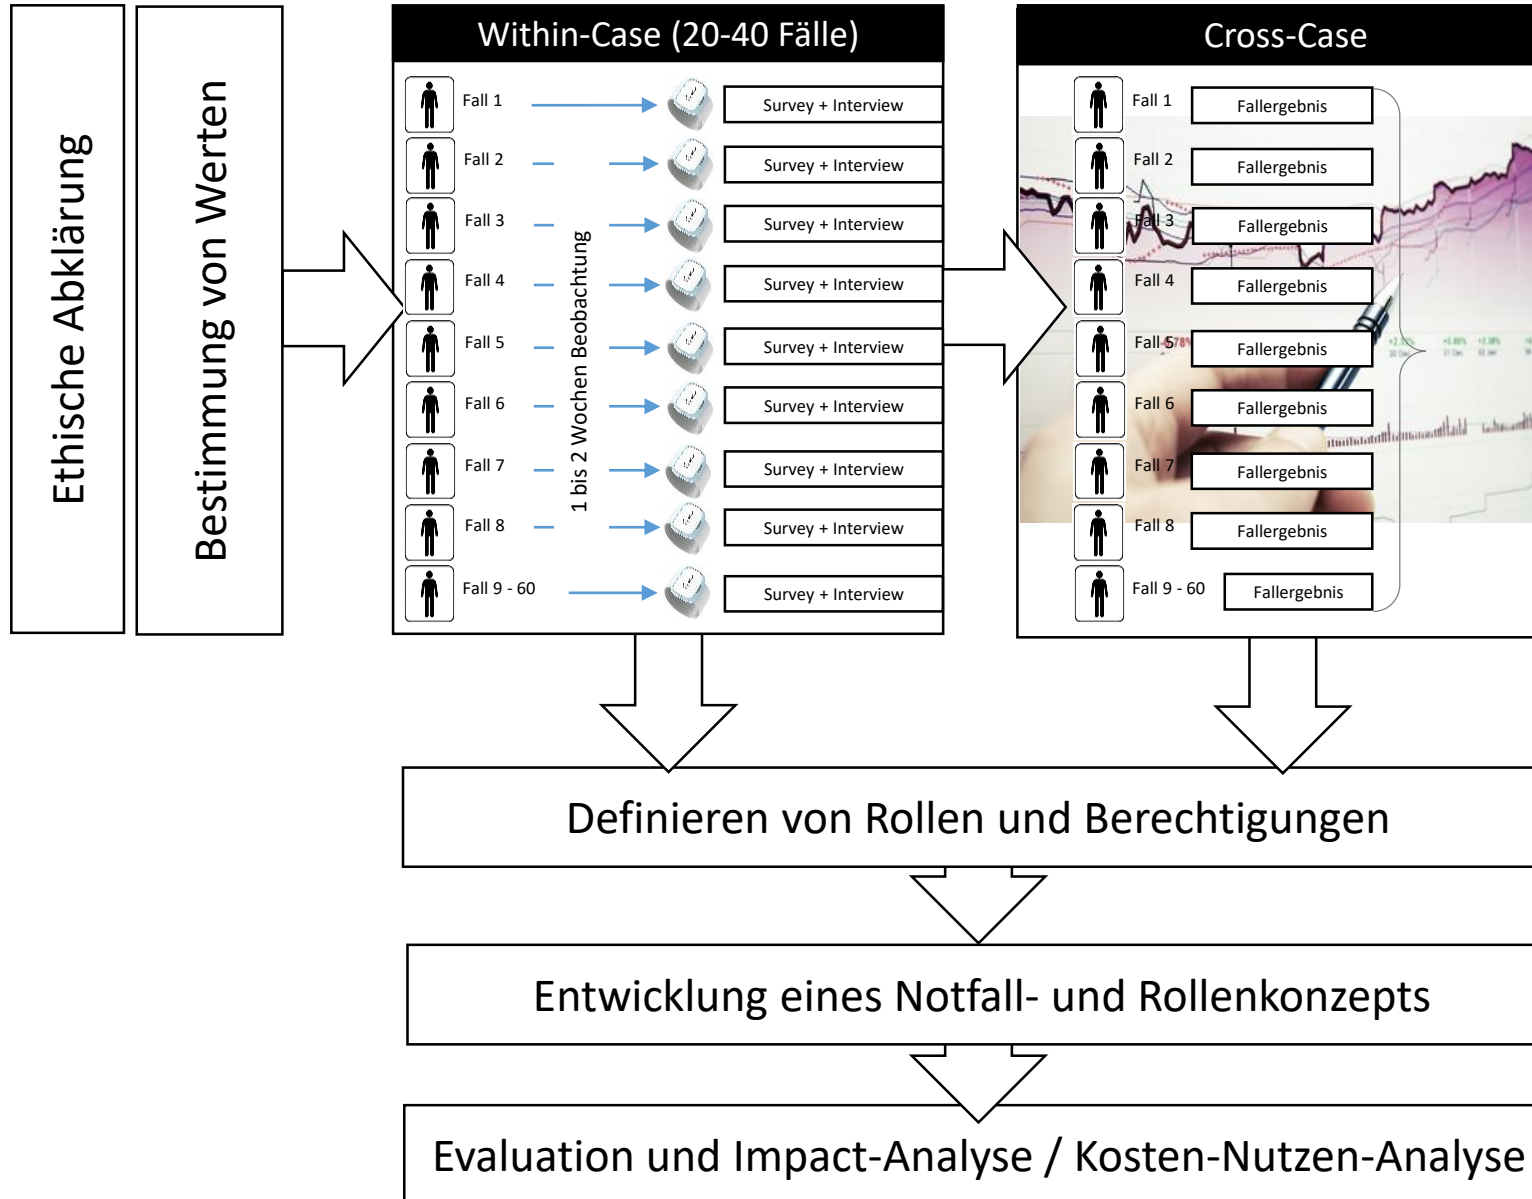 Ethische Abklärung
Bestimmung von Werten
Within-Case (20-40 Fälle)
Fall 1
Survey + Interview
Fall 2
Survey + Interview
Fall 3
Survey + Interview
Fall 4
Survey + Interview
Fall 5
Survey + Interview
Fall 6
Survey + Interview
Fall 7
Survey + Interview
Fall 8
Survey + Interview
Fall 9 - 60
Survey + Interview
1 bis 2 Wochen Beobachtung
Cross-Case
Fall 1
Fallergebnis
Fall 2
Fallergebnis
Fall 3
Fallergebnis
Fall 4
Fallergebnis
Fall 5
Fallergebnis
Fall 6
Fallergebnis
Fall 7
Fallergebnis
Fall 8
Fallergebnis
Fall 9 - 60
Fallergebnis
Definieren von Rollen und Berechtigungen
Entwicklung eines Notfall- und Rollenkonzepts
Evaluation und Impact-Analyse / Kosten-Nutzen-Analyse